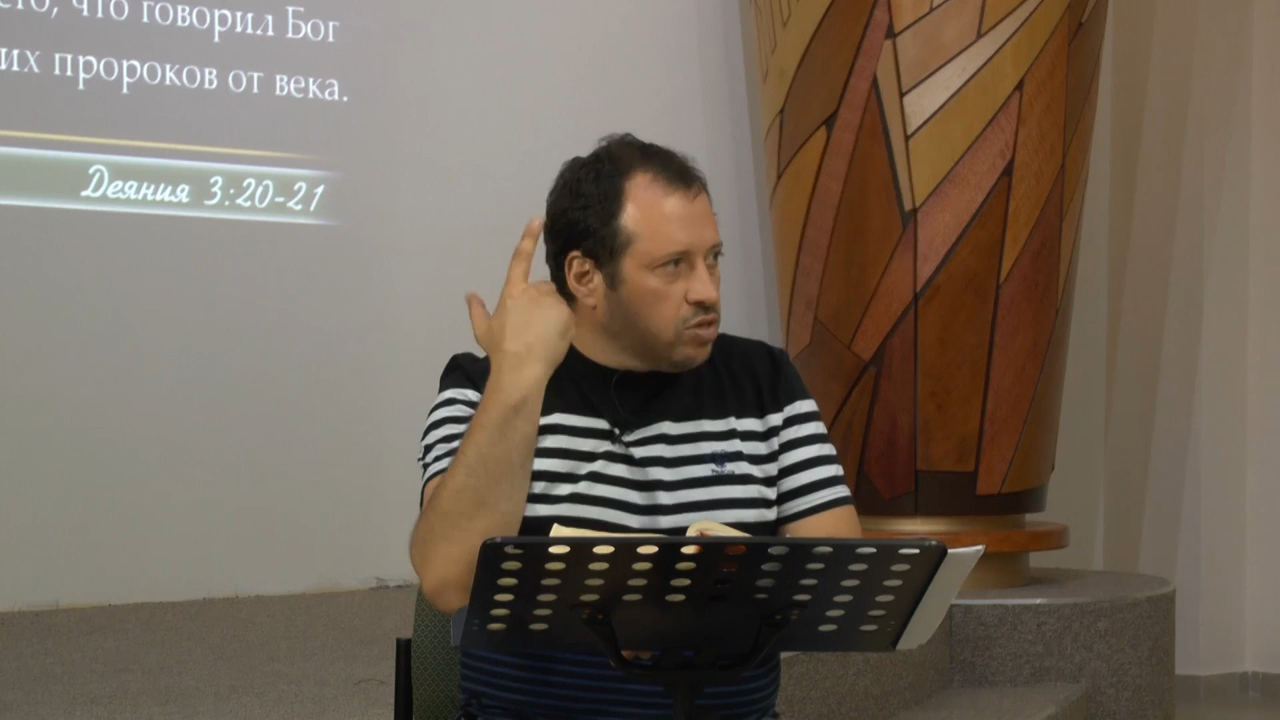 что говорил Бог
их пророков от века.
Деяния 3:20-21